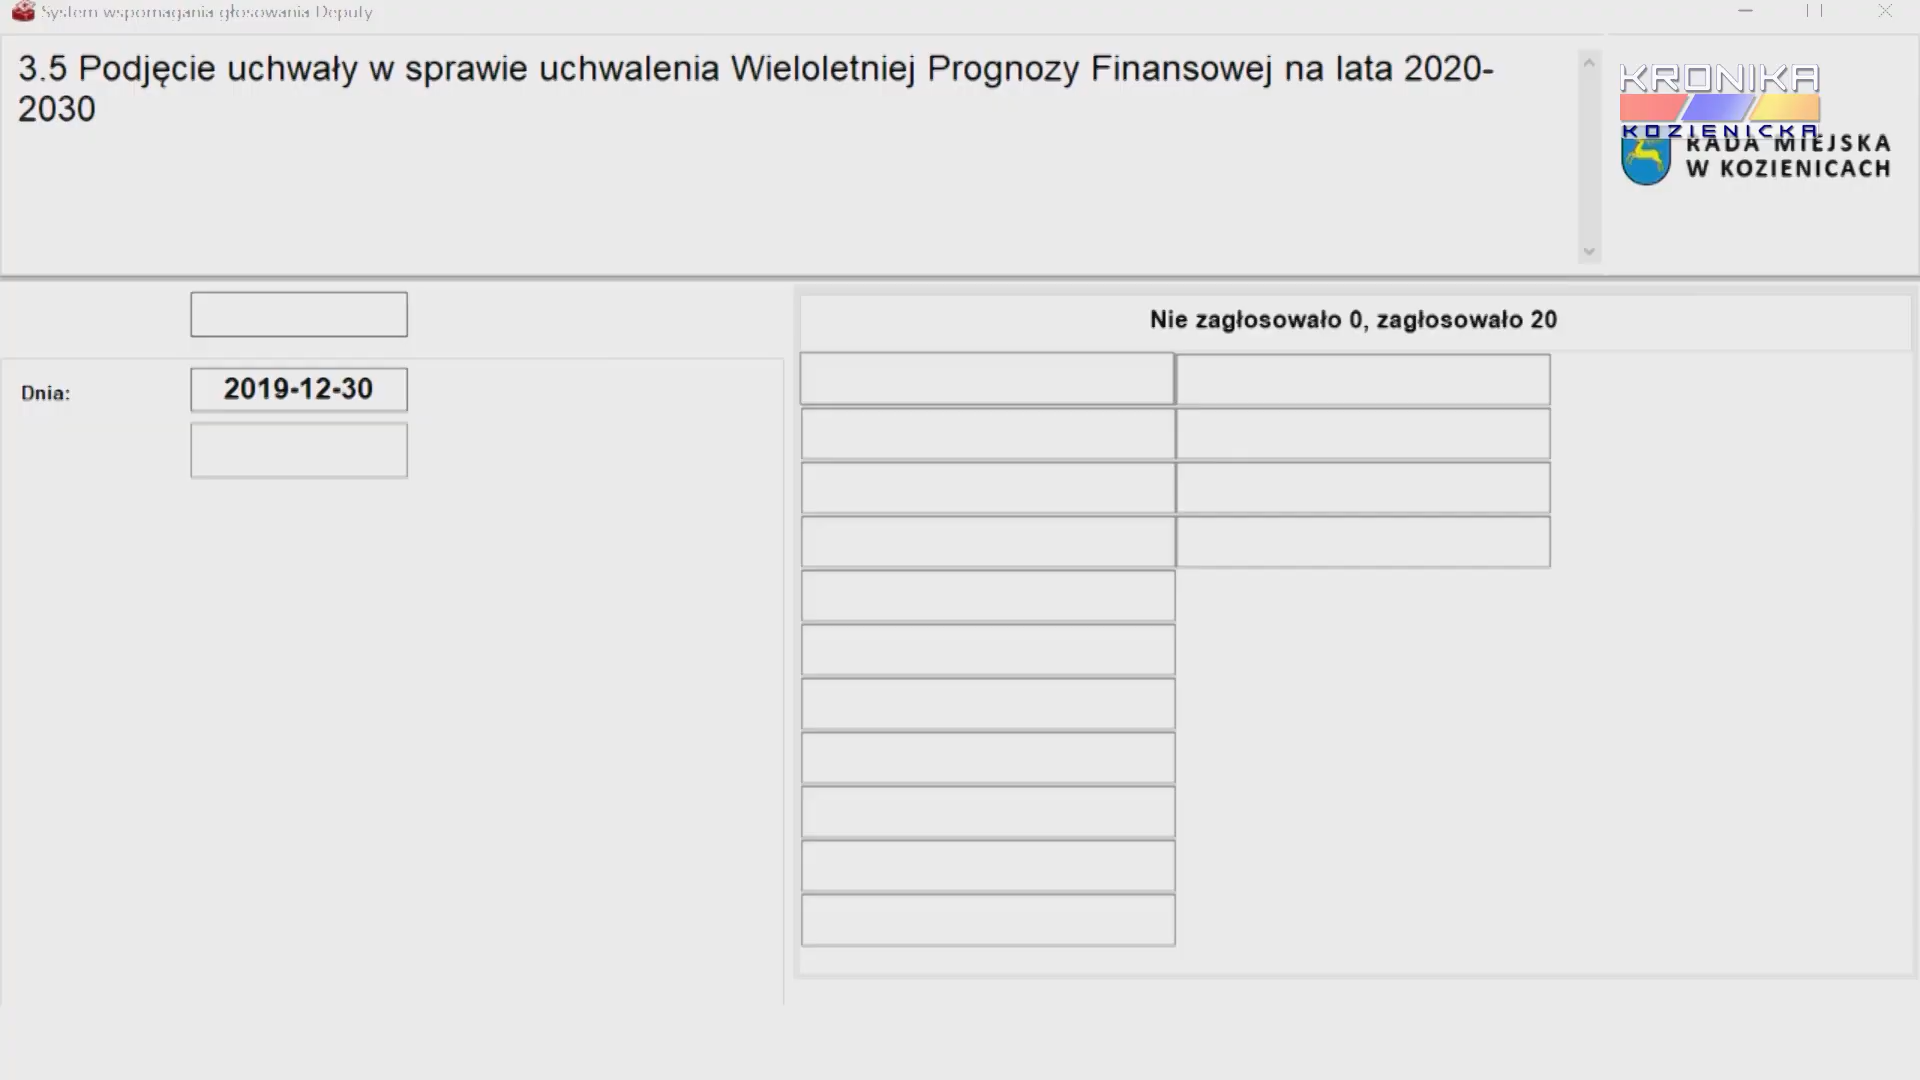 System wspomagania głosowania Deputy
3.5 Podjęcie uchwały w sprawie uchwalenia Wieloletniej Prognozy Finansowej na lata 2020-
2030
KRONIKA
KOZIENICKA
RADA MIEJSKA
W KOZIENICACH
Nie zagłosowało 0, zagłosowało 20
Dnia:
2019-12-30